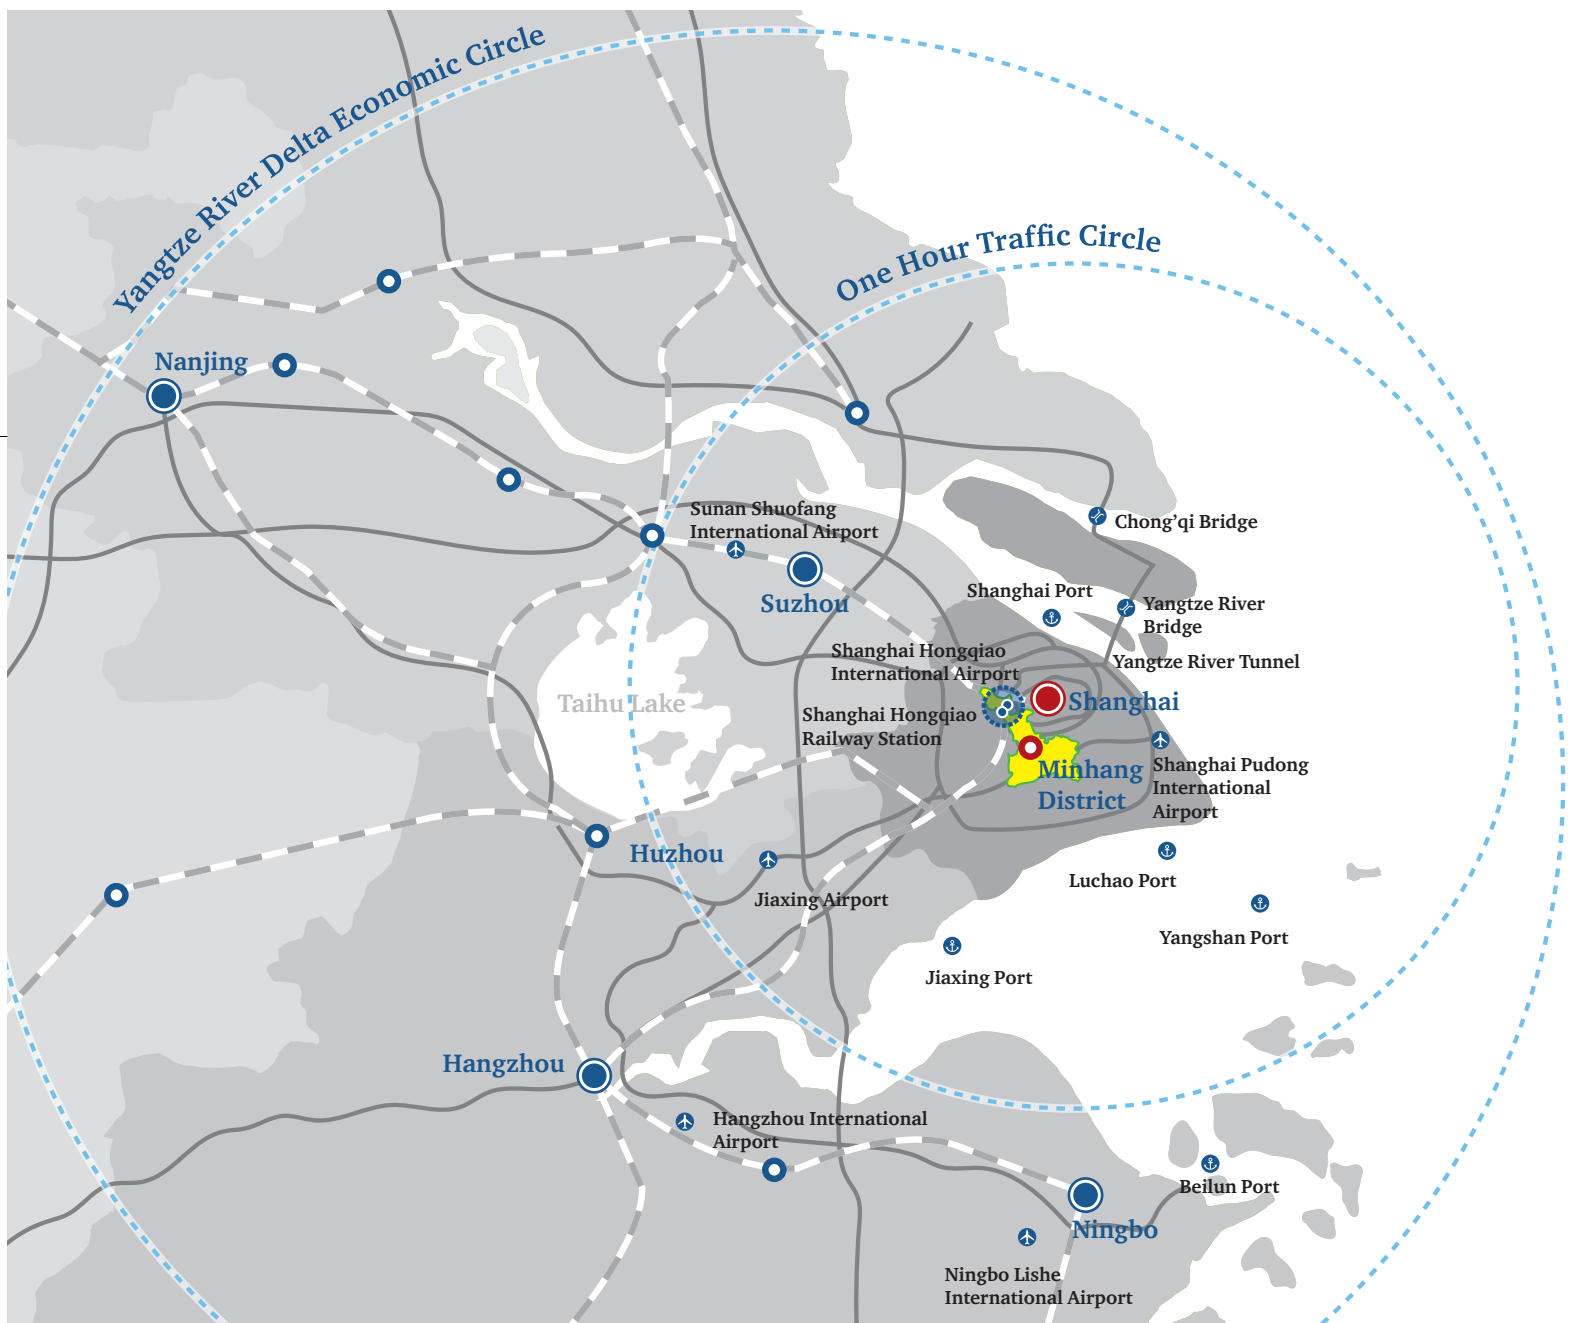 Yangtze River Delta Economic Circle
One Hour Traffic Circle
Nanjing
Sunan Shuofang
International Airport
Chong’qi Bridge
Suzhou
Shanghai Port
Yangtze River
Bridge
Shanghai Hongqiao
International Airport
Yangtze River Tunnel
Taihu Lake
Shanghai
Shanghai Hongqiao
Railway Station
Minhang
District
Shanghai Pudong
International
Airport
Huzhou
Luchao Port
Jiaxing Airport
Yangshan Port
Jiaxing Port
Hangzhou
Hangzhou International
Airport
Beilun Port
Ningbo
Ningbo Lishe
International Airport